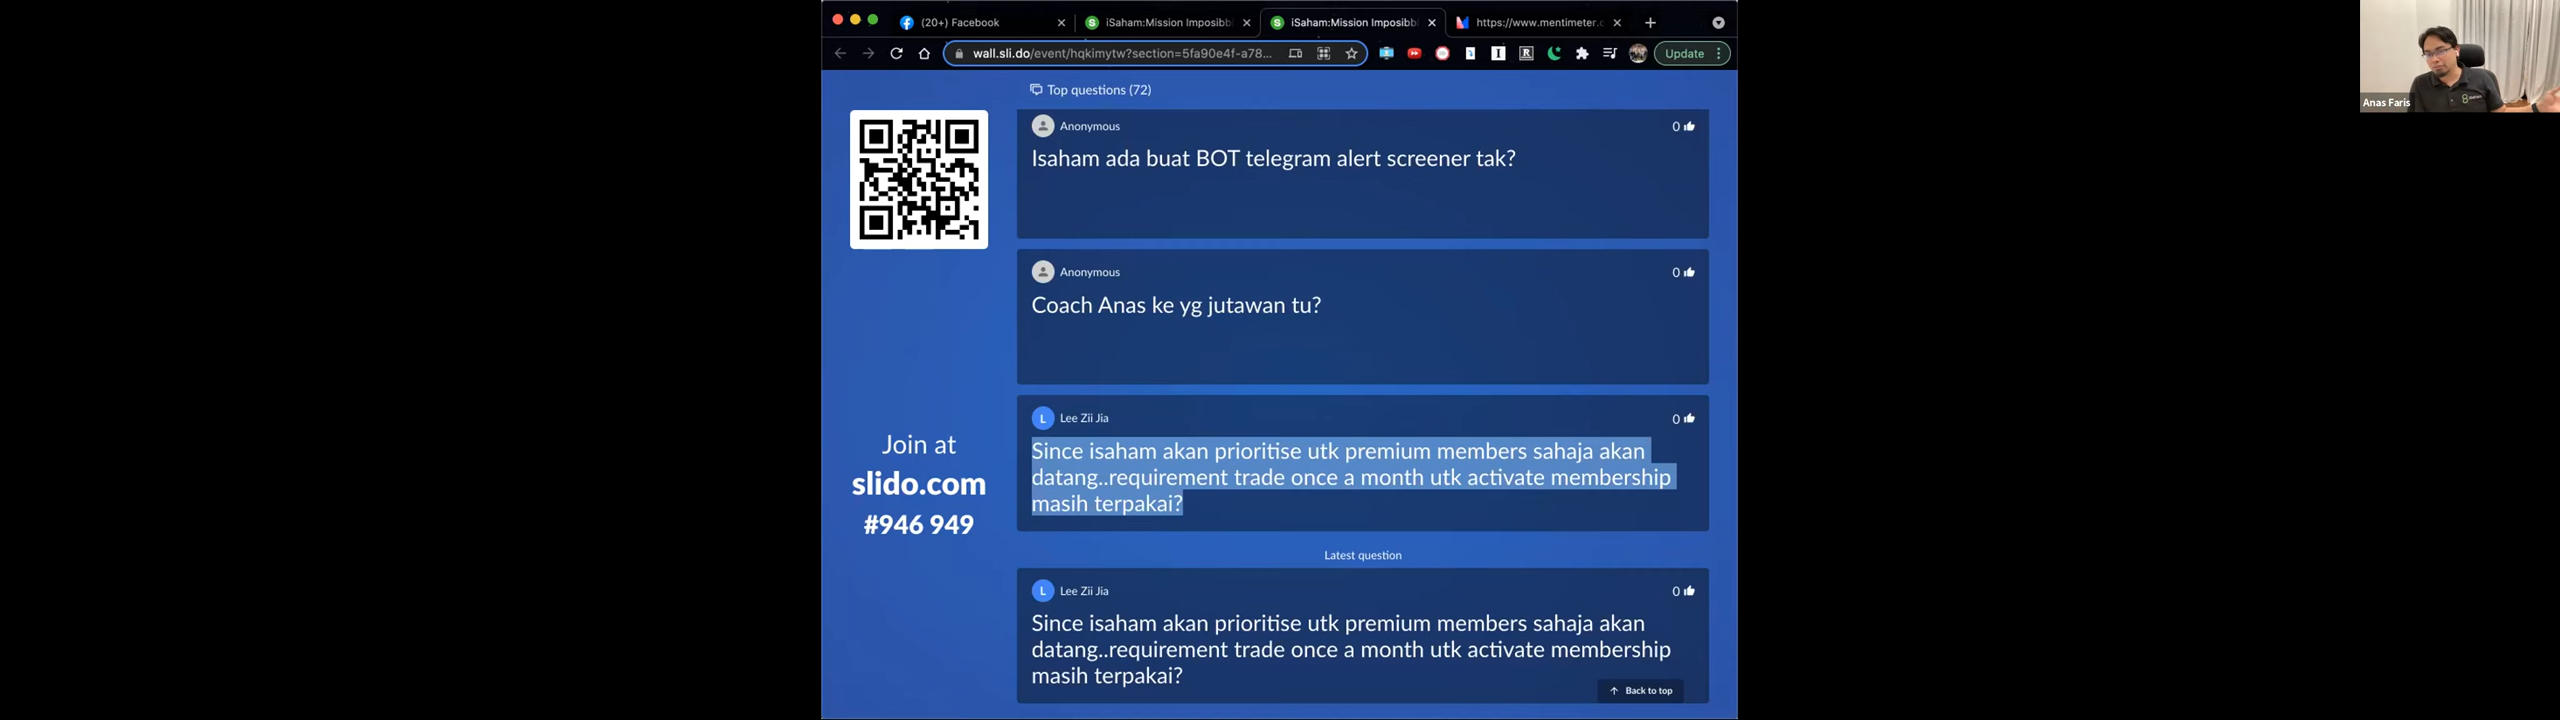 (20+) Facebook
iSaham:Mission Imposibb
iSaham:Mission Imposibb
https://www.mentimeter.c
wall.sli.do/event/hqkimytw?section=5fa90e4f-a78...
Update
Top questions (72)
Anonymous
0
Isaham ada buat BOT telegram alert screener tak?
Anonymous
0
Coach Anas ke yg jutawan tu?
L
Lee Zii Jia
0
Since isaham akan prioritise utk premium members sahaja akan
datang..requirement trade once a month utk activate membership
masih terpakai?
Latest question
L
Lee Zii Jia
0
Since isaham akan prioritise utk premium members sahaja akan
datang..requirement trade once a month utk activate membership
masih terpakai?
Back to top
Join at
slido.com
#946 949
Anas Faris